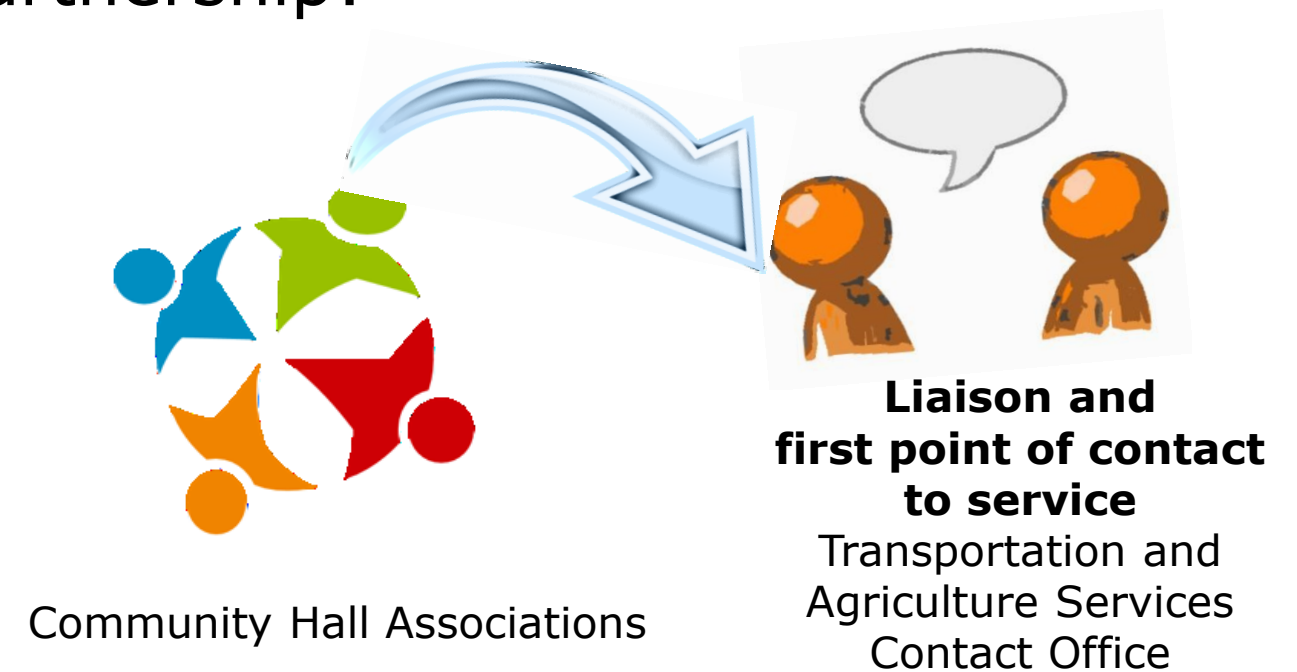 Liaison and
first point of contact
to service
Transportation and
Agriculture Services
Contact Office
Community Hall Associations